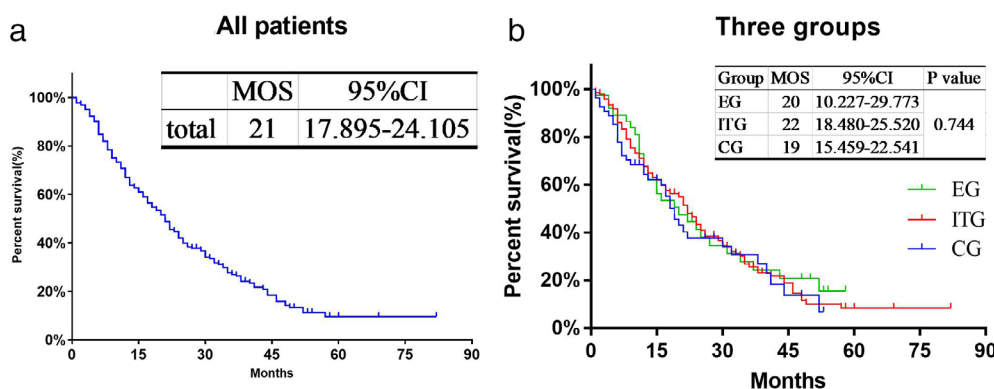 a
All patients
MOS 95%CI
total 21 17.895-24.105
100%
80%
60%
40%
20%
0%
Percent survival(%)
0 15 30 45 60 75 90
Months
b
Three groups
Group MOS 95%CI P value
EG 20 10.227-29.773
ITG 22 18.480-25.520 0.744
CG 19 15.459-22.541
EG
ITG
CG
100%
80%
60%
40%
20%
0%
Percent survival(%)
0 15 30 45 60 75 90
Months